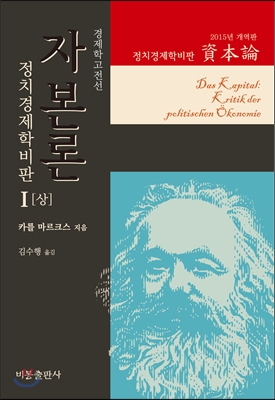 경제학고전선
자본론
정치경제학비판
I [상]
카를 마르크스 지음
김수행 옮김
비봉출판사
2015년 개역판
정치경제학비판 資本論
Das Kapital:
Kritik der
politischen Ökonomie